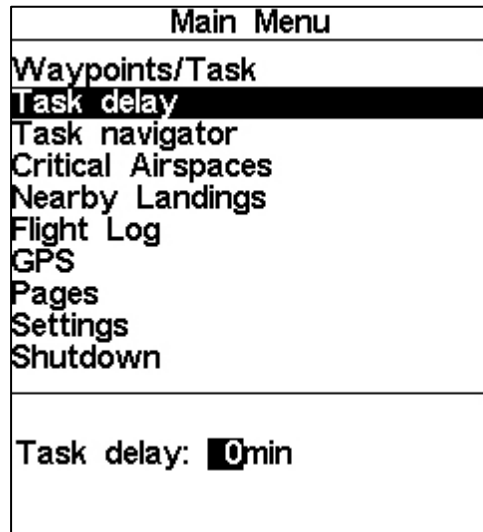 Main Menu
Waypoints/Task
Task delay
Task navigator
Critical Airspaces
Nearby Landings
Flight Log
GPS
Pages
Settings
Shutdown
Task delay: 0min